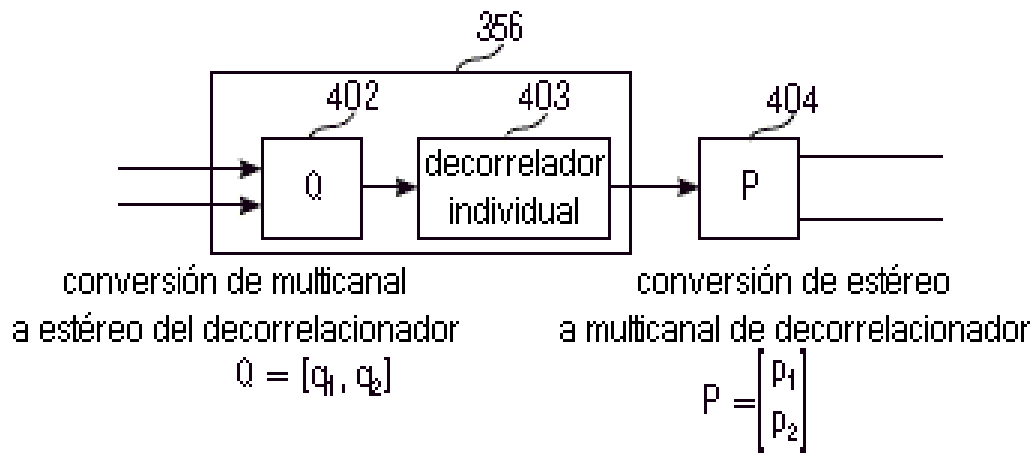 356
402
403
404
Q
decorrelador
individual
P
conversión de multicanal
a estéreo del decorrelacionador
Q = [q₁, q₂]
conversión de estéreo
a multicanal de decorrelacionador
P = [p₁
p₂]